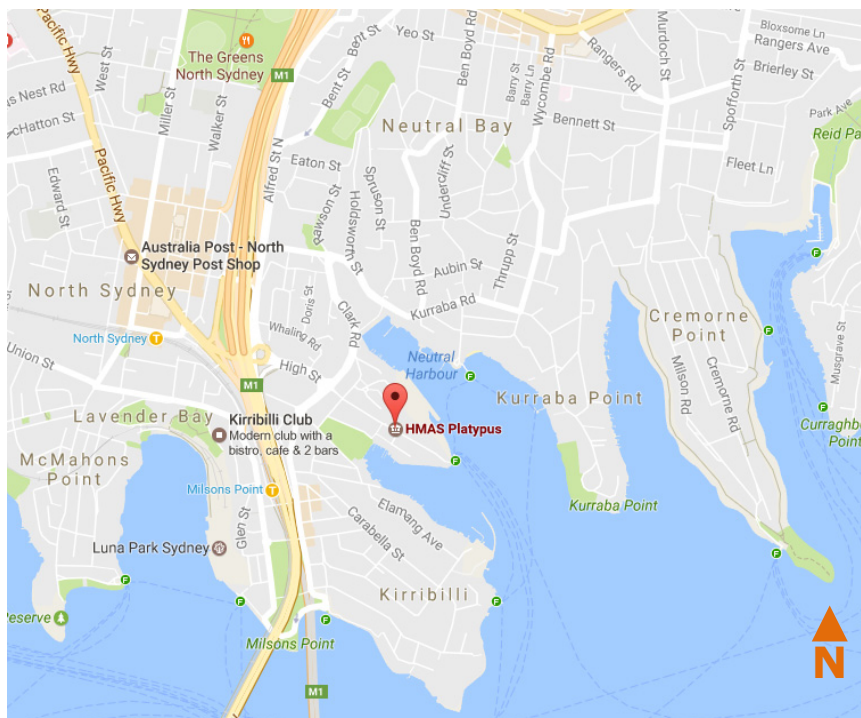 Bloxsome Ln
Rangers Ave
Brierley St
Park Ave
Reid Pa
Fleet Ln
Spofforth St
Murdoch St
Rangers Rd
Bennett St
Wycombe Rd
Barry St
Barry Ln
Ben Boyd Rd
Yeo St
Bent St
Bent St
Pacific Hwy
West St
The Greens
North Sydney
M1
Miller St
Walker St
ws Nest Rd
cHatton St
Edward St
Pacific Hwy
Alfred St N
Eaton St
Neutral Bay
Rawson St
Holdsworth St
Spruson St
Undercliff St
Ben Boyd Rd
Aubin St
Thrupp St
Kurraba Rd
Australia Post - North
Sydney Post Shop
North Sydney
North Sydney
T
Doris St
Whaling Rd
Clark Rd
High St
Union St
M1
Neutral
Harbour
F
F
F
Cremorne
Point
Milson Rd
Cremorne Rd
Musgrave St
Kurraba Point
Curraghb
Point
F
Lavender Bay
McMahons
Point
Kirribilli Club
Modern club with a
bistro, cafe & 2 bars
HMAS Platypus
F
Milsons Point
T
Glen St
Elamang Ave
Carabella St
Kurraba Point
Luna Park Sydney
F
F
Kirribilli
F
F
F
Reserve
Milsons Point
M1
N